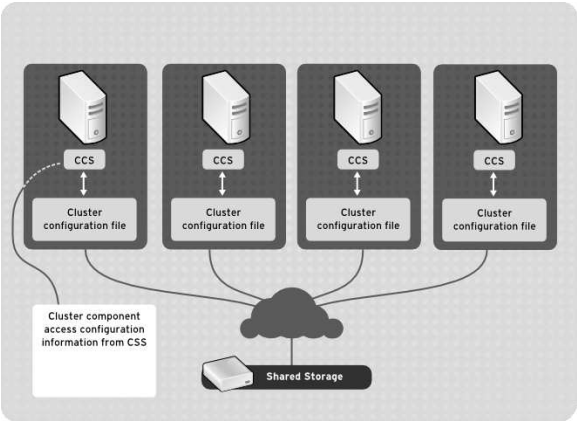 CCS
CCS
CCS
CCS
Cluster
configuration file
Cluster
configuration file
Cluster
configuration file
Cluster
configuration file
Cluster component
access configuration
information from CSS
Shared Storage